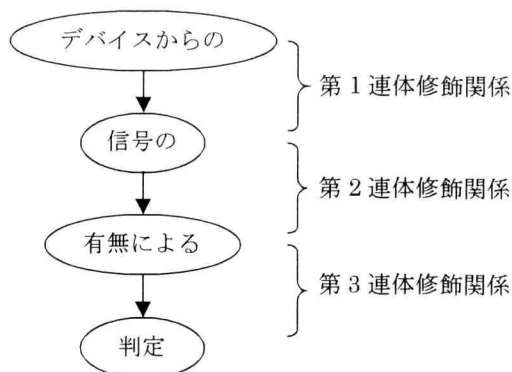 デバイスからの
第1連体修飾関係
信号の
第2連体修飾関係
有無による
第3連体修飾関係
判定